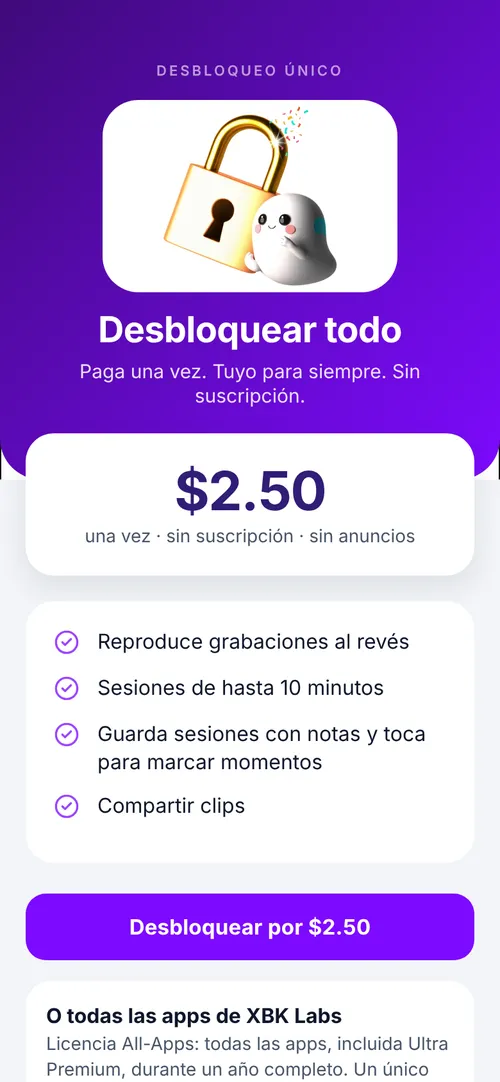 DESBLOQUEO ÚNICO
Desbloquear todo
Paga una vez. Tuyo para siempre. Sin
suscripción.
$2.50
una vez · sin suscripción · sin anuncios
Reproduce grabaciones al revés
Sesiones de hasta 10 minutos
Guarda sesiones con notas y toca
para marcar momentos
Compartir clips
Desbloquear por $2.50
O todas las apps de XBK Labs
Licencia All-Apps: todas las apps, incluida Ultra
Premium, durante un año completo. Un único